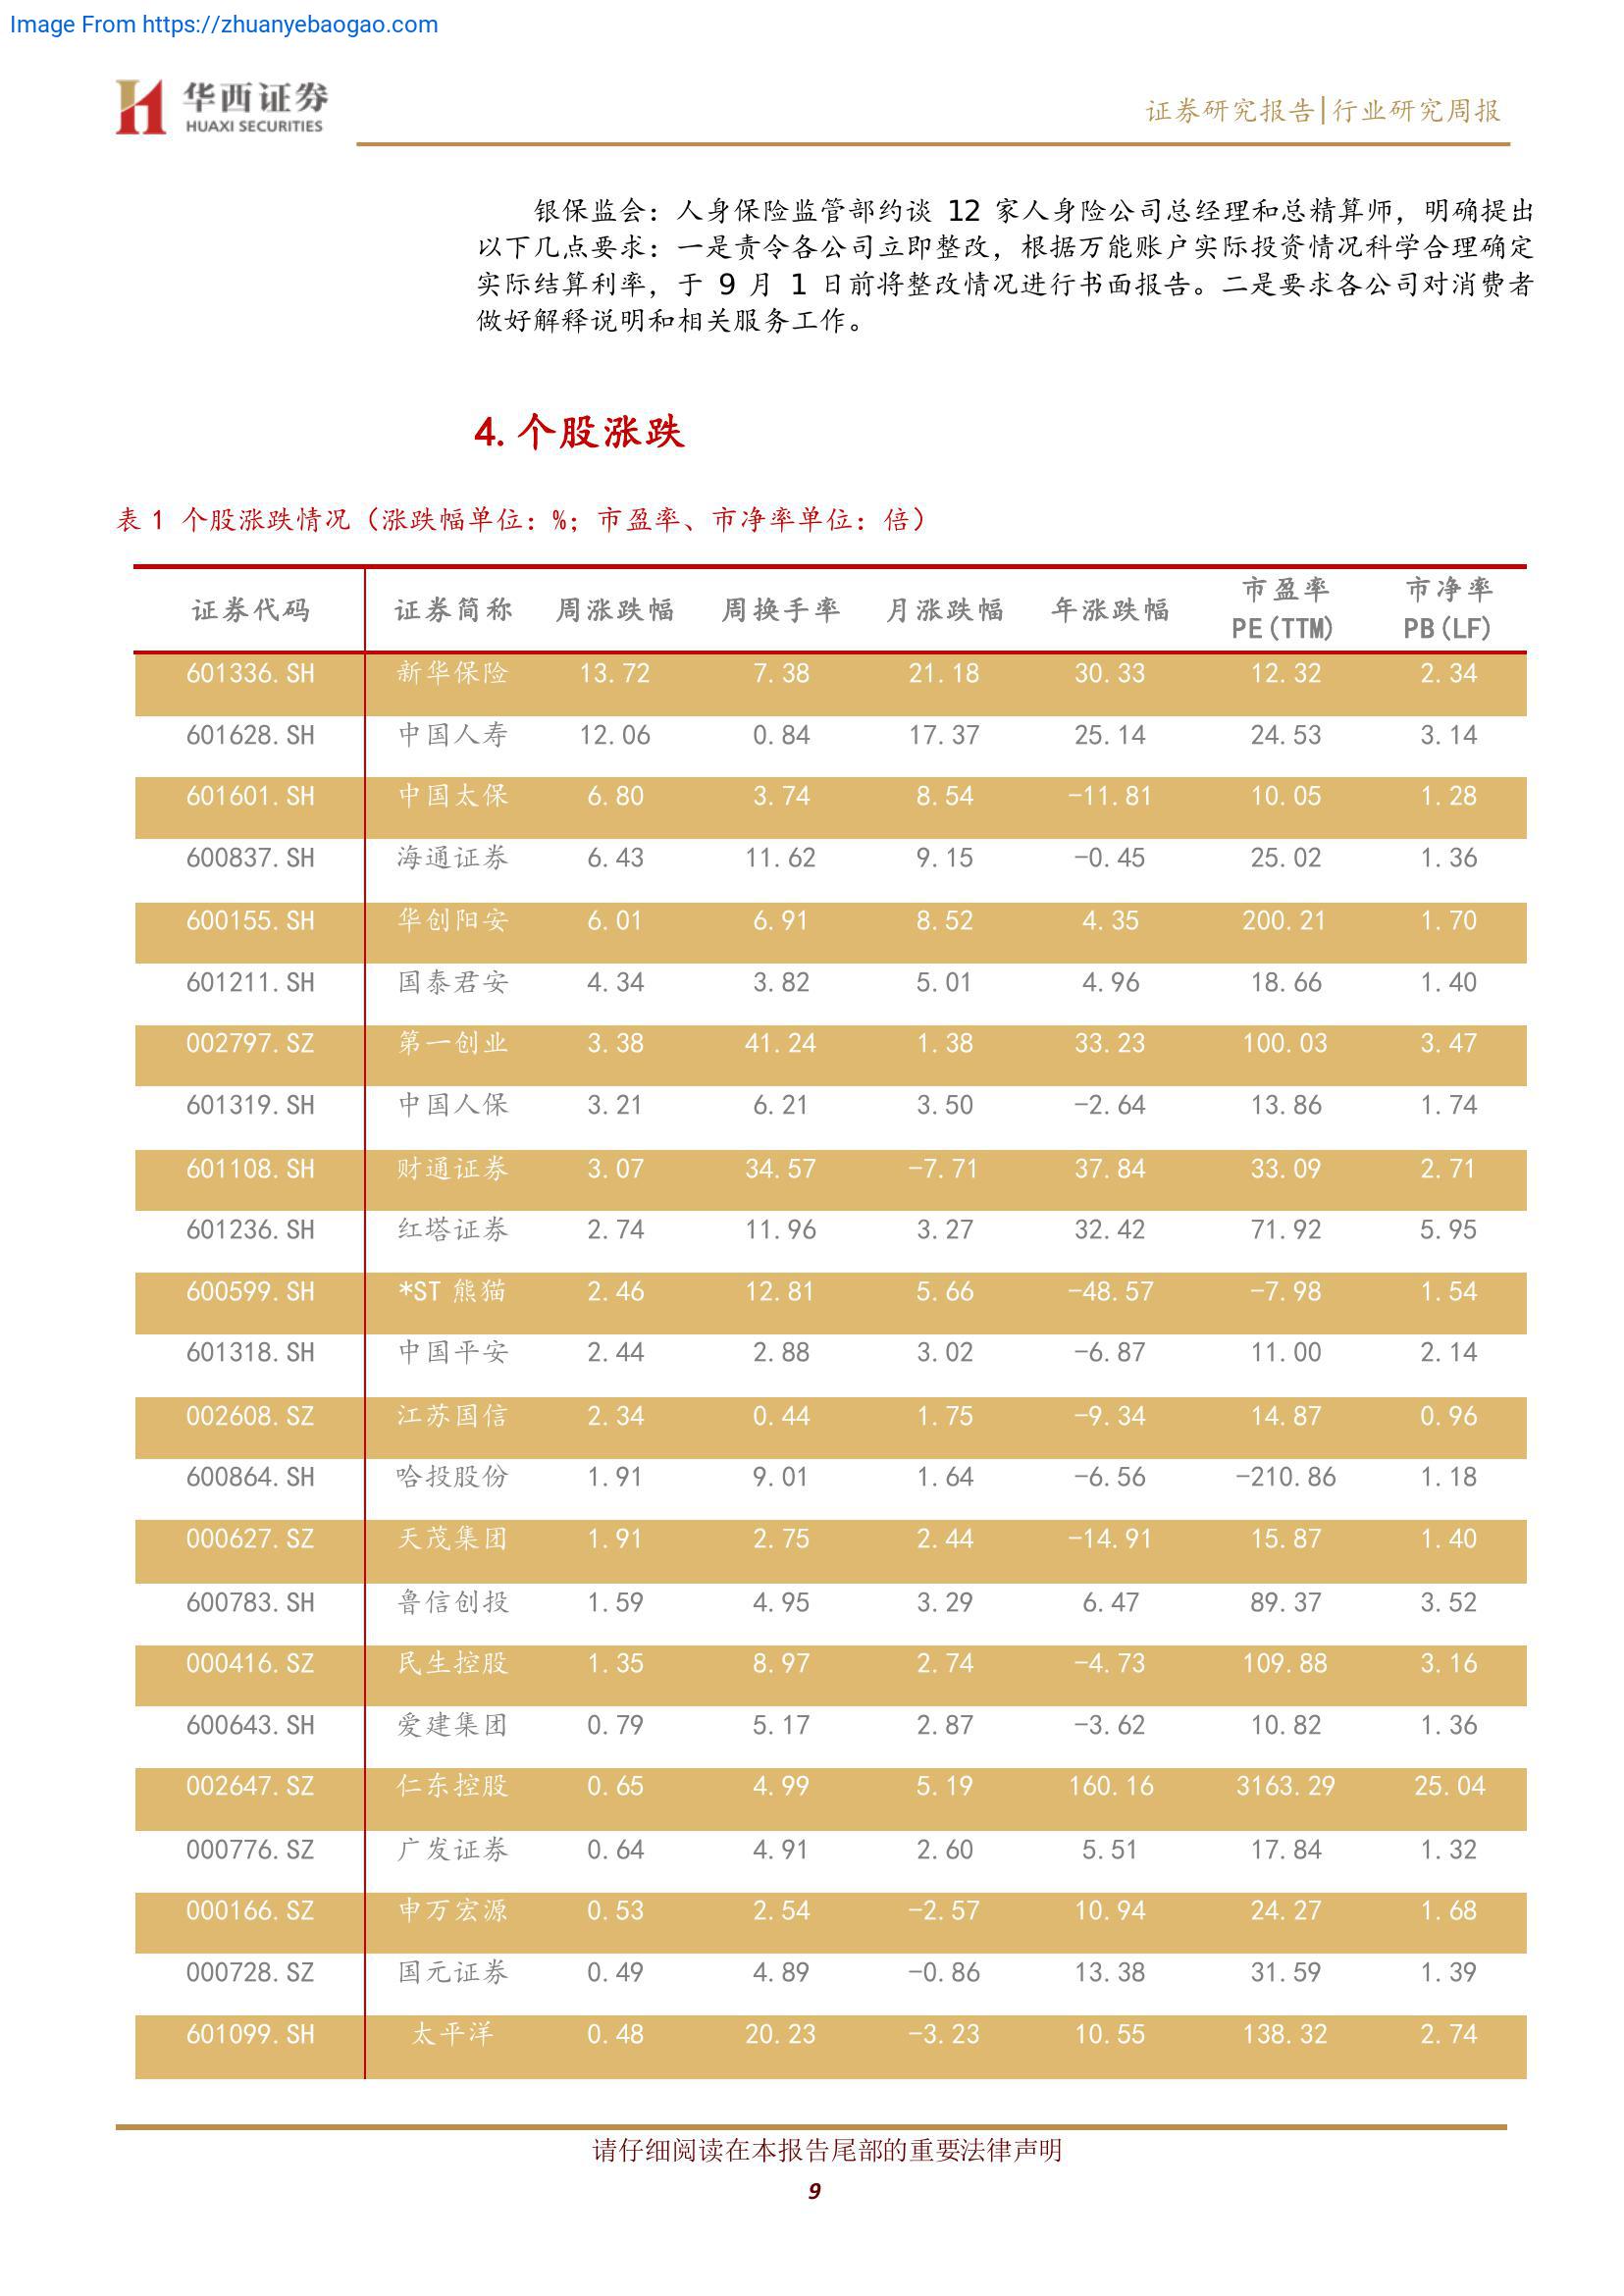 Image From https://zhuanyebaogao.com
华西证券
HUAXI SECURITIES
证券研究报告|行业研究周报
银保监会：人身保险监管部约谈 12 家人身险公司总经理和总精算师，明确提出
以下几点要求：一是责令各公司立即整改，根据万能账户实际投资情况科学合理确定
实际结算利率，于 9 月 1 日前将整改情况进行书面报告。二是要求各公司对消费者
做好解释说明和相关服务工作。
4.个股涨跌
表 1 个股涨跌情况（涨跌幅单位：%；市盈率、市净率单位：倍）
证券代码 证券简称 周涨跌幅 周换手率 月涨跌幅 年涨跌幅 市盈率 PE(TTM) 市净率 PB(LF)
601336.SH 新华保险 13.72 7.38 21.18 30.33 12.32 2.34
601628.SH 中国人寿 12.06 0.84 17.37 25.14 24.53 3.14
601601.SH 中国太保 6.80 3.74 8.54 -11.81 10.05 1.28
600837.SH 海通证券 6.43 11.62 9.15 -0.45 25.02 1.36
600155.SH 华创阳安 6.01 6.91 8.52 4.35 200.21 1.70
601211.SH 国泰君安 4.34 3.82 5.01 4.96 18.66 1.40
002797.SZ 第一创业 3.38 41.24 1.38 33.23 100.03 3.47
601319.SH 中国人保 3.21 6.21 3.50 -2.64 13.86 1.74
601108.SH 财通证券 3.07 34.57 -7.71 37.84 33.09 2.71
601236.SH 红塔证券 2.74 11.96 3.27 32.42 71.92 5.95
600599.SH *ST 熊猫 2.46 12.81 5.66 -48.57 -7.98 1.54
601318.SH 中国平安 2.44 2.88 3.02 -6.87 11.00 2.14
002608.SZ 江苏国信 2.34 0.44 1.75 -9.34 14.87 0.96
600864.SH 哈投股份 1.91 9.01 1.64 -6.56 -210.86 1.18
000627.SZ 天茂集团 1.91 2.75 2.44 -14.91 15.87 1.40
600783.SH 鲁信创投 1.59 4.95 3.29 6.47 89.37 3.52
000416.SZ 民生控股 1.35 8.97 2.74 -4.73 109.88 3.16
600643.SH 爱建集团 0.79 5.17 2.87 -3.62 10.82 1.36
002647.SZ 仁东控股 0.65 4.99 5.19 160.16 3163.29 25.04
000776.SZ 广发证券 0.64 4.91 2.60 5.51 17.84 1.32
000166.SZ 申万宏源 0.53 2.54 -2.57 10.94 24.27 1.68
000728.SZ 国元证券 0.49 4.89 -0.86 13.38 31.59 1.39
601099.SH 太平洋 0.48 20.23 -3.23 10.55 138.32 2.74
请仔细阅读在本报告尾部的重要法律声明
9